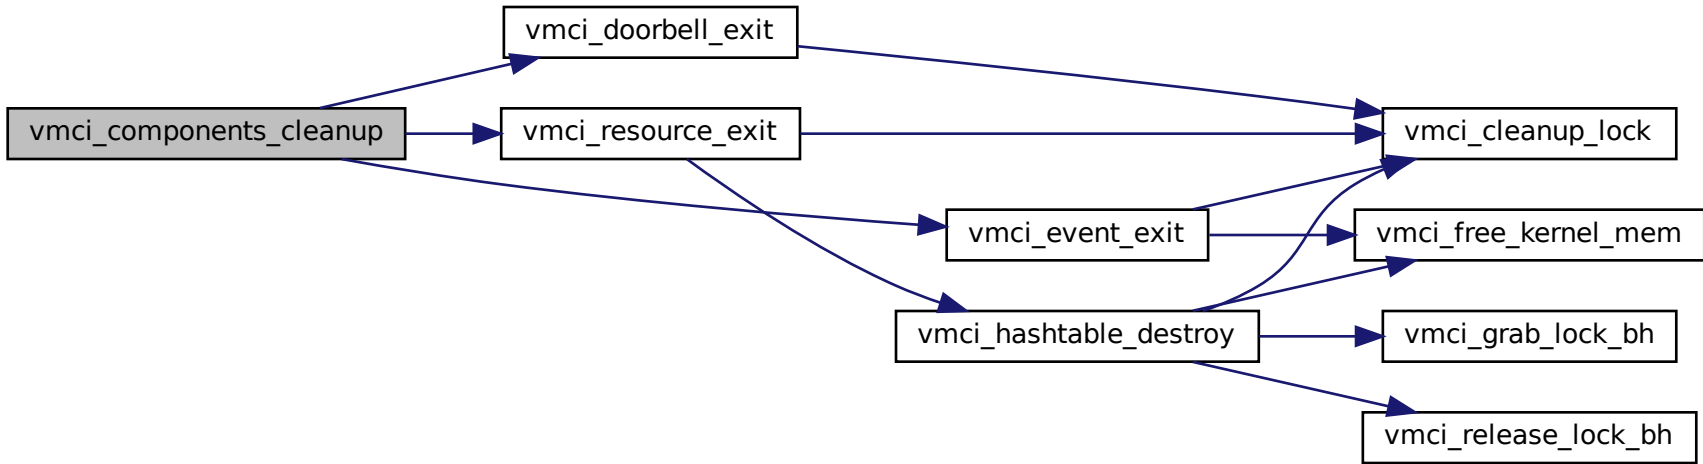 vmci_doorbell_exit
vmci_components_cleanup
vmci_resource_exit
vmci_cleanup_lock
vmci_event_exit
vmci_free_kernel_mem
vmci_hashtable_destroy
vmci_grab_lock_bh
vmci_release_lock_bh